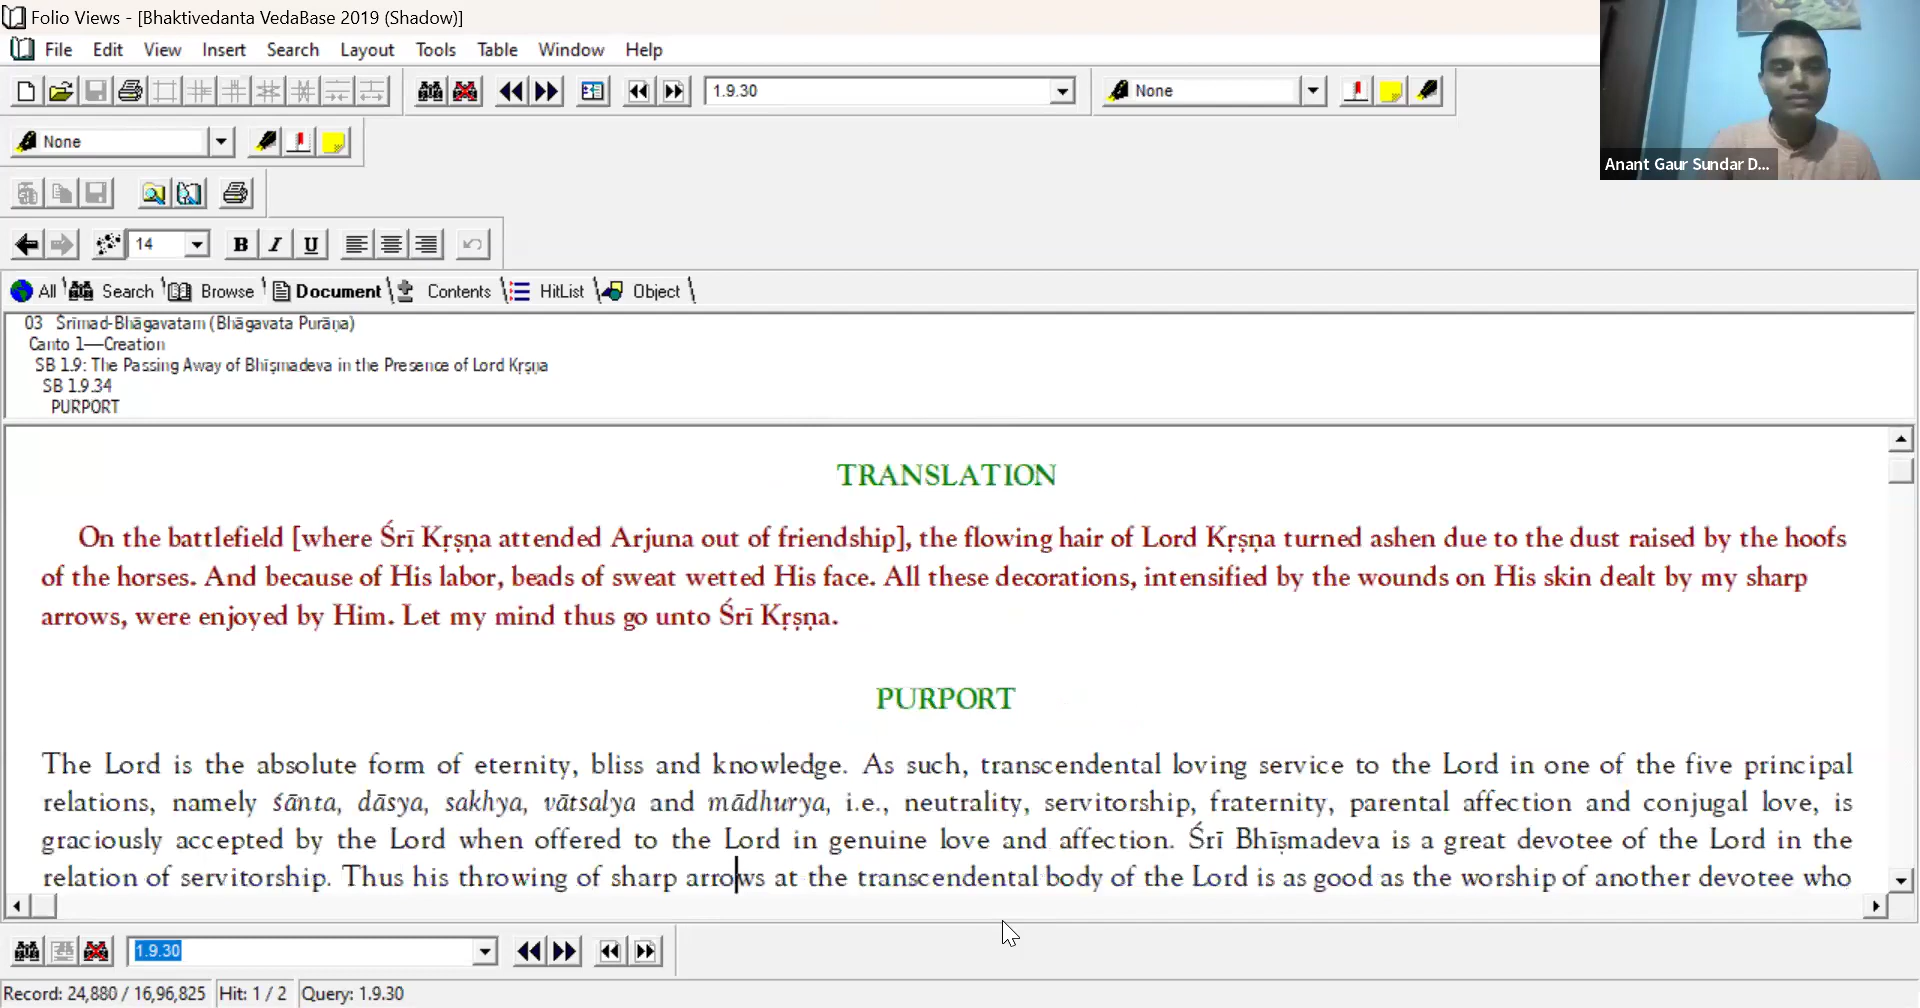 Folio Views - [Bhaktivedanta VedaBase 2019 (Shadow)]
File Edit View Insert Search Layout Tools Table Window Help
1.9.30 None
None
Anant Gaur Sundar D...
14 B I U
All Search Browse Document Contents HitList Object
03 Śrīmad-Bhāgavatam (Bhāgavata Purāṇa)
Canto 1—Creation
SB 1.9: The Passing Away of Bhīṣmadeva in the Presence of Lord Kṛṣṇa
SB 1.9.34
PURPORT
TRANSLATION
On the battlefield [where Śrī Kṛṣṇa attended Arjuna out of friendship], the flowing hair of Lord Kṛṣṇa turned ashen due to the dust raised by the hoofs
of the horses. And because of His labor, beads of sweat wetted His face. All these decorations, intensified by the wounds on His skin dealt by my sharp
arrows, were enjoyed by Him. Let my mind thus go unto Śrī Kṛṣṇa.
PURPORT
The Lord is the absolute form of eternity, bliss and knowledge. As such, transcendental loving service to the Lord in one of the five principal
relations, namely śānta, dāsya, sakhya, vātsalya and mādhurya, i.e., neutrality, servitorship, fraternity, parental affection and conjugal love, is
graciously accepted by the Lord when offered to the Lord in genuine love and affection. Śrī Bhīṣmadeva is a great devotee of the Lord in the
relation of servitorship. Thus his throwing of sharp arrows at the transcendental body of the Lord is as good as the worship of another devotee who
1.9.30
Record: 24,880 / 16,96,825 Hit: 1 / 2 Query: 1.9.30